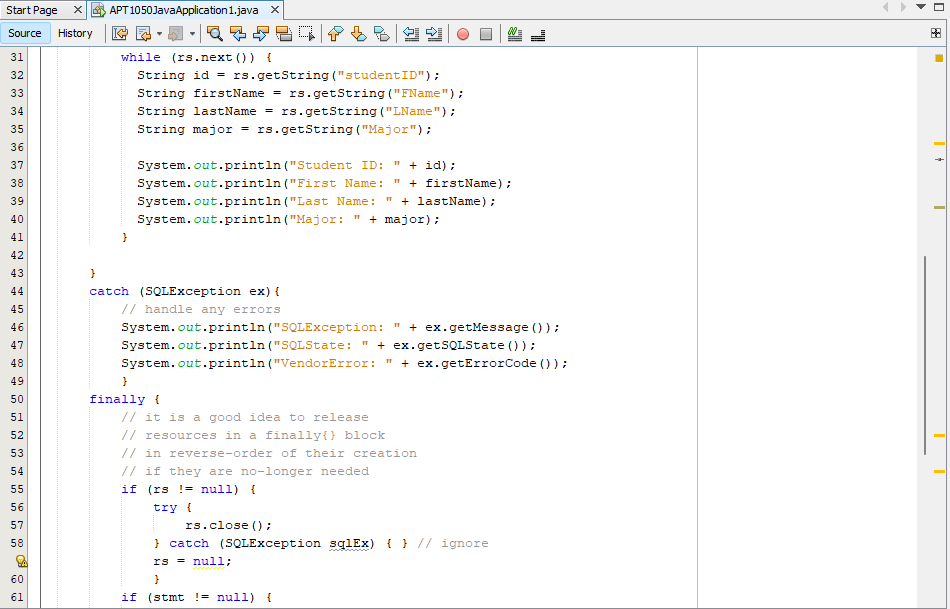 Start Page
APT1050JavaApplication1.java
Source History
31 while (rs.next()) {
32 String id = rs.getString("studentID");
33 String firstName = rs.getString("FName");
34 String lastName = rs.getString("LName");
35 String major = rs.getString("Major");
36
37 System.out.println("Student ID: " + id);
38 System.out.println("First Name: " + firstName);
39 System.out.println("Last Name: " + lastName);
40 System.out.println("Major: " + major);
41 }
42
43 }
44 catch (SQLException ex){
45 // handle any errors
46 System.out.println("SQLException: " + ex.getMessage());
47 System.out.println("SQLState: " + ex.getSQLState());
48 System.out.println("VendorError: " + ex.getErrorCode());
49 }
50 finally {
51 // it is a good idea to release
52 // resources in a finally{} block
53 // in reverse-order of their creation
54 // if they are no-longer needed
55 if (rs != null) {
56 try {
57 rs.close();
58 } catch (SQLException sqlEx) { } // ignore
rs = null;
60 }
61 if (stmt != null) {